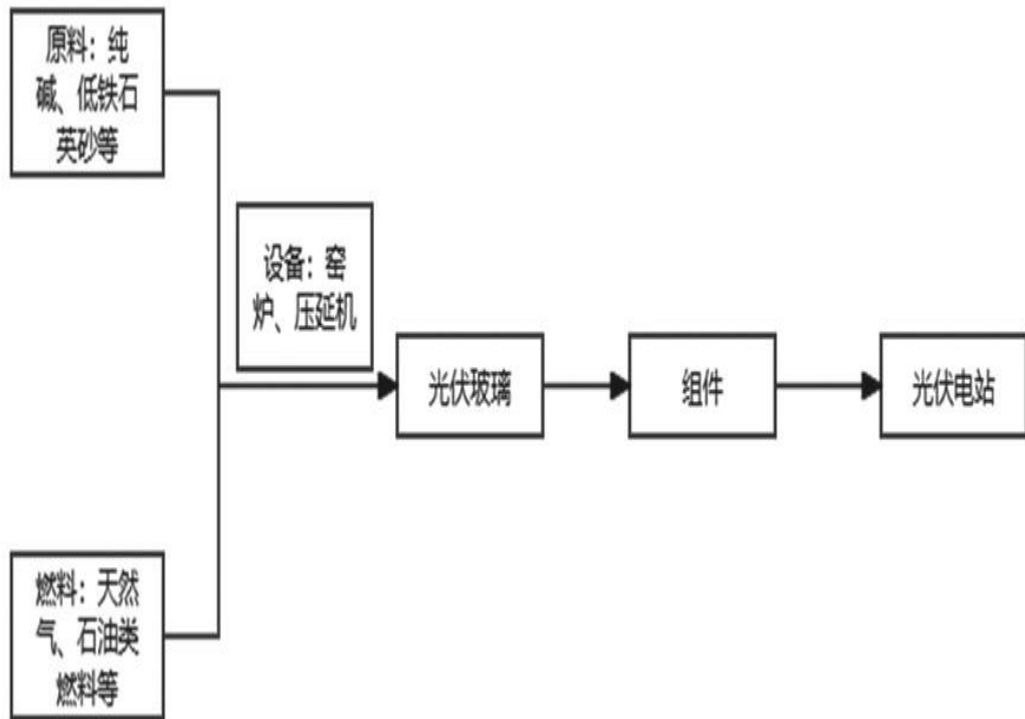 原料：纯
碱、低铁石
英砂等
设备：窑
炉、压延机
光伏玻璃
组件
光伏电站
燃料：天然
气、石油类
燃料等